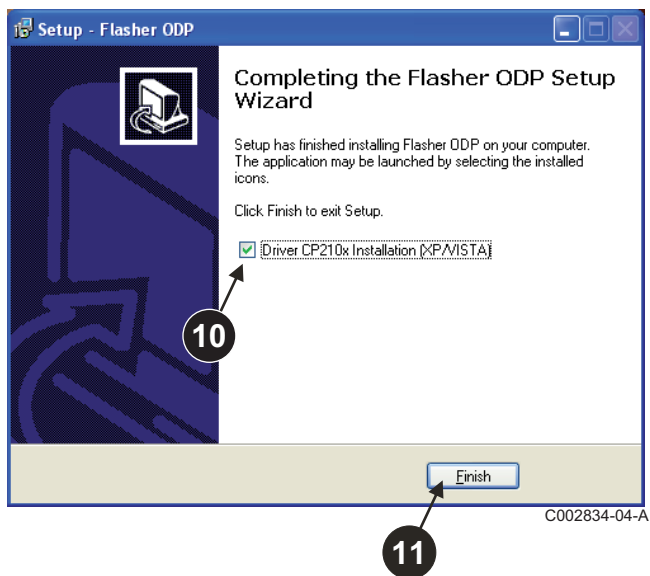 Setup - Flasher ODP
Completing the Flasher ODP Setup
Wizard
Setup has finished installing Flasher ODP on your computer.
The application may be launched by selecting the installed
icons.
Click Finish to exit Setup.
Driver CP210x Installation (XP/VISTA)
10
Finish
C002834-04-A
11